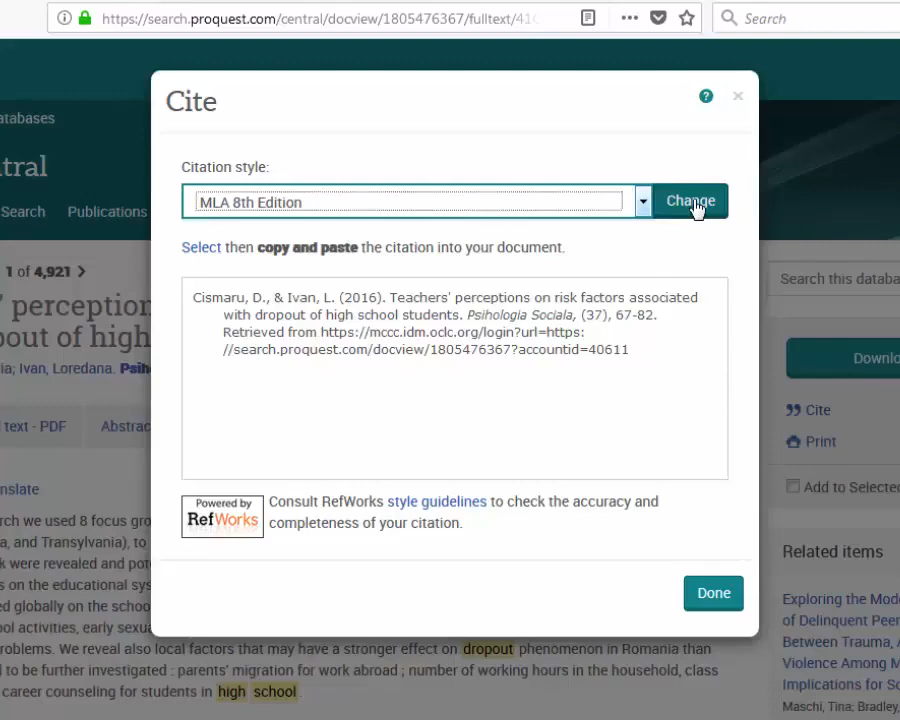 https://search.proquest.com/central/docview/1805476367/fulltext/41
Search
atabases
ntral
Search Publications
1 of 4,921
' perception
out of high
ia; Ivan, Loredana. Psih
text - PDF Abstrac
nslate
rch we used 8 focus gro
a, and Transylvania), to
k were revealed and pot
s on the educational sys
ed globally on the schoo
ol activities, early sexua
roblems. We reveal also local factors that may have a stronger effect on dropout phenomenon in Romania than
l to be further investigated : parents' migration for work abroad ; number of working hours in the household, class
career counseling for students in high school.
Cite
?
×
Citation style:
MLA 8th Edition
Change
Select then copy and paste the citation into your document.
Cismaru, D., & Ivan, L. (2016). Teachers' perceptions on risk factors associated
with dropout of high school students. Psihologia Sociala, (37), 67-82.
Retrieved from https://mccc.idm.oclc.org/login?url=https:
//search.proquest.com/docview/1805476367?accountid=40611
Powered by
RefWorks
Consult RefWorks style guidelines to check the accuracy and
completeness of your citation.
Done
Search this databa
Downlo
Cite
Print
Add to Selecte
Related items
Exploring the Mode
of Delinquent Peer
Between Trauma, A
Violence Among M
Implications for So
Maschi, Tina; Bradley,